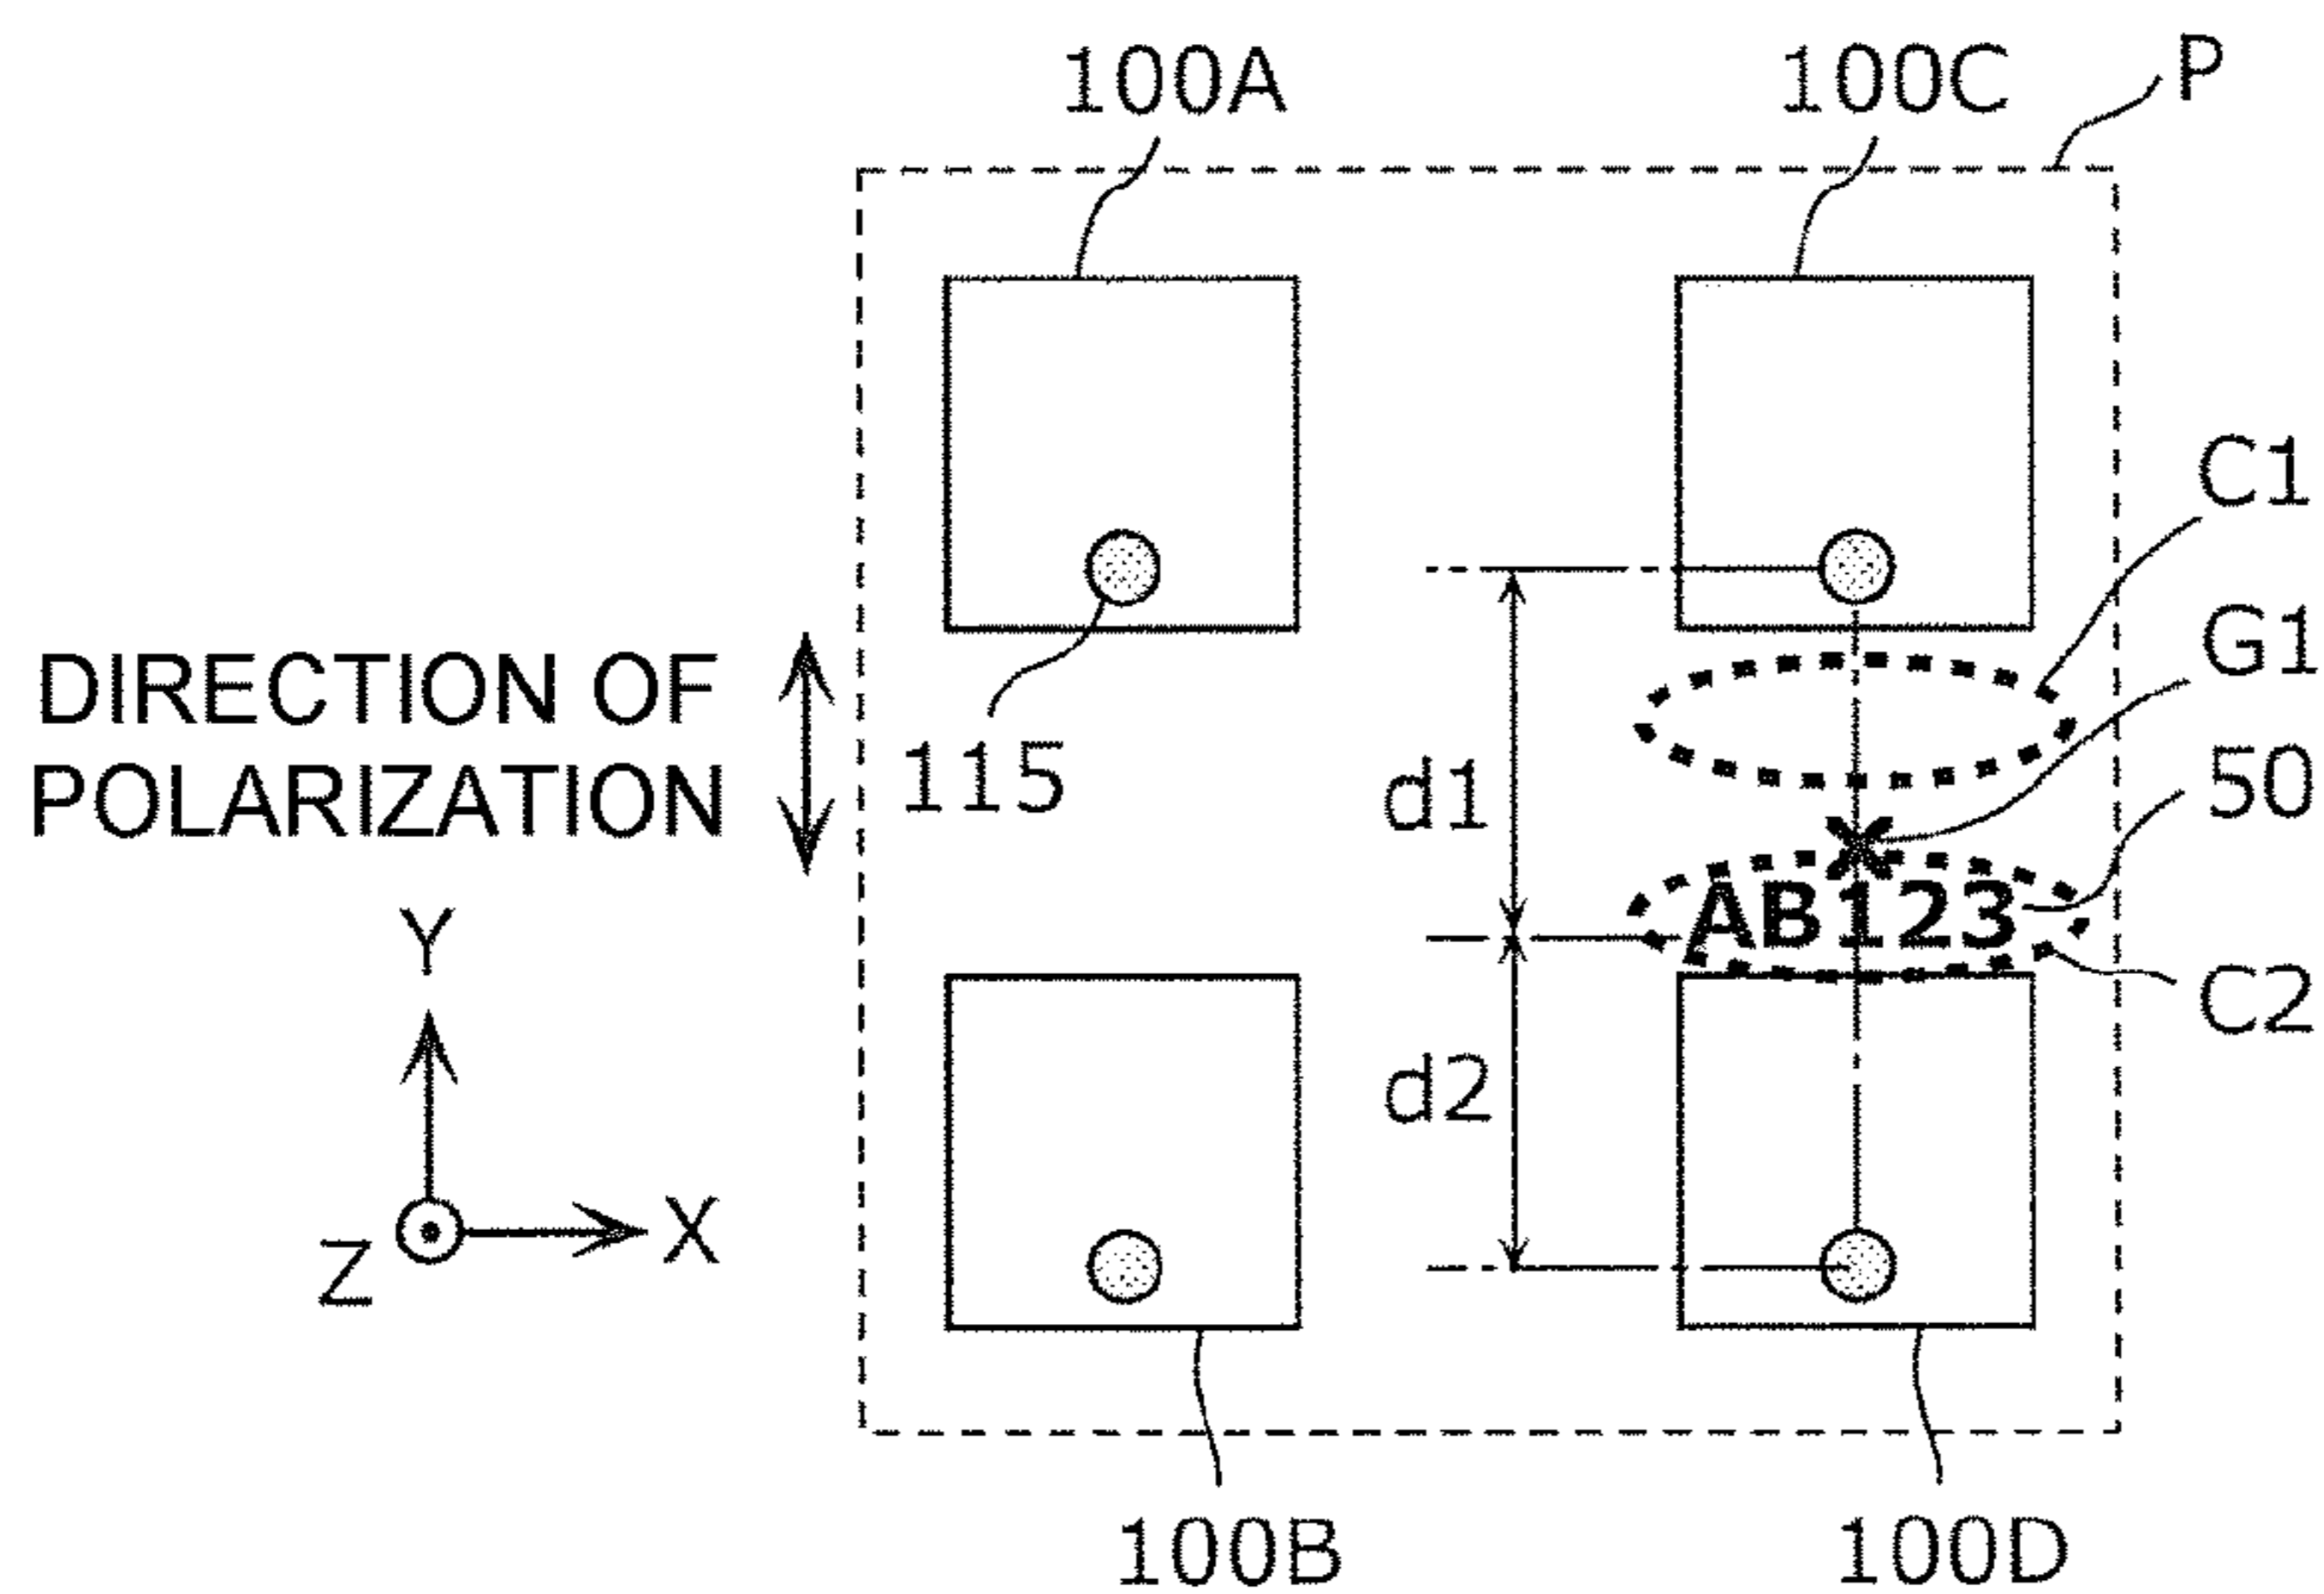 100A
100C
P
C1
G1
DIRECTION OF
POLARIZATION
115
d1
50
AB123
C2
Y
d2
X
Z
100B
100D